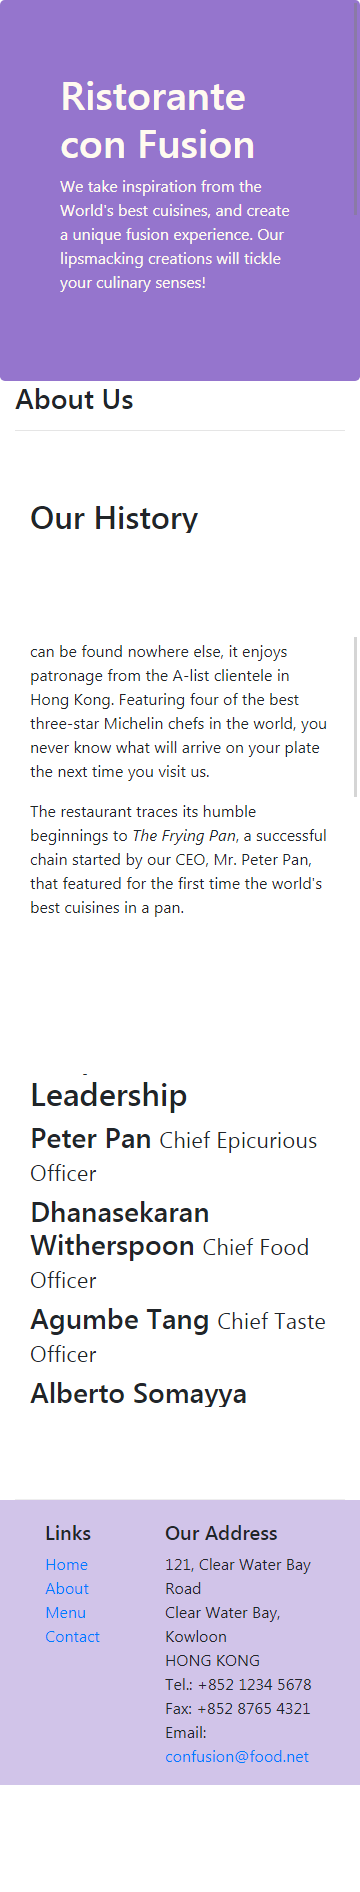 Ristorante
con Fusion
We take inspiration from the
World's best cuisines, and create
a unique fusion experience. Our
lipsmacking creations will tickle
your culinary senses!
About Us
Our History
can be found nowhere else, it enjoys
patronage from the A-list clientele in
Hong Kong. Featuring four of the best
three-star Michelin chefs in the world, you
never know what will arrive on your plate
the next time you visit us.
The restaurant traces its humble
beginnings to The Frying Pan, a successful
chain started by our CEO, Mr. Peter Pan,
that featured for the first time the world's
best cuisines in a pan.
Leadership
Peter Pan Chief Epicurious
Officer
Dhanasekaran
Witherspoon Chief Food
Officer
Agumbe Tang Chief Taste
Officer
Alberto Somayya
Links
Home
About
Menu
Contact
Our Address
121, Clear Water Bay
Road
Clear Water Bay,
Kowloon
HONG KONG
Tel.: +852 1234 5678
Fax: +852 8765 4321
Email:
confusion@food.net